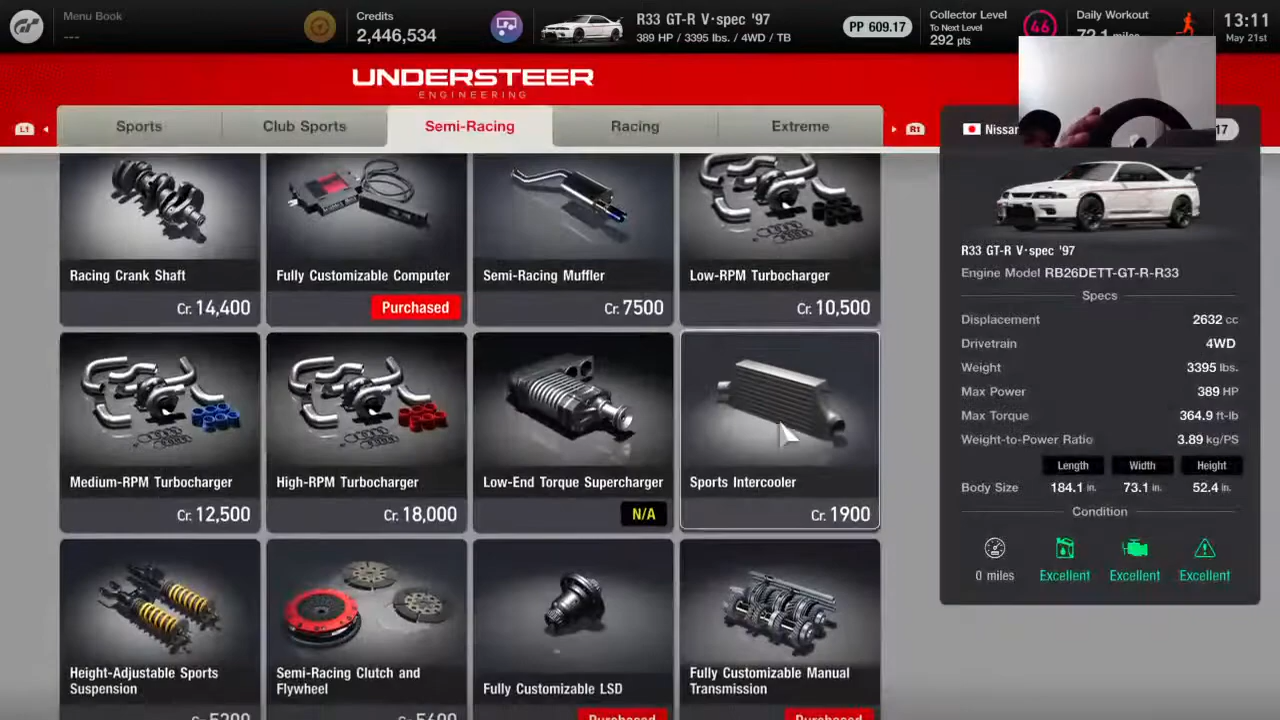 Menu Book
---
Credits
2,446,534
R33 GT-R V·spec '97
389 HP / 3395 lbs. / 4WD / TB
PP 609.17
Collector Level
To Next Level
292 pts
46
Daily Workout
72.1 miles
13:11
May 21st
UNDERSTEER
ENGINEERING
L1
Sports
Club Sports
Semi-Racing
Racing
Extreme
R1
Racing Crank Shaft
Cr. 14,400
Fully Customizable Computer
Purchased
Semi-Racing Muffler
Cr. 7500
Low-RPM Turbocharger
Cr. 10,500
Medium-RPM Turbocharger
Cr. 12,500
High-RPM Turbocharger
Cr. 18,000
Low-End Torque Supercharger
N/A
Sports Intercooler
Cr. 1900
Height-Adjustable Sports
Suspension
Semi-Racing Clutch and
Flywheel
Fully Customizable LSD
Purchased
Fully Customizable Manual
Transmission
Purchased
17
R33 GT-R V·spec '97
Engine Model RB26DETT-GT-R-R33
Specs
Displacement 2632 cc
Drivetrain 4WD
Weight 3395 lbs.
Max Power 389 HP
Max Torque 364.9 ft-lb
Weight-to-Power Ratio 3.89 kg/PS
Length Width Height
Body Size 184.1 in. 73.1 in. 52.4 in.
Condition
0 miles Excellent Excellent Excellent